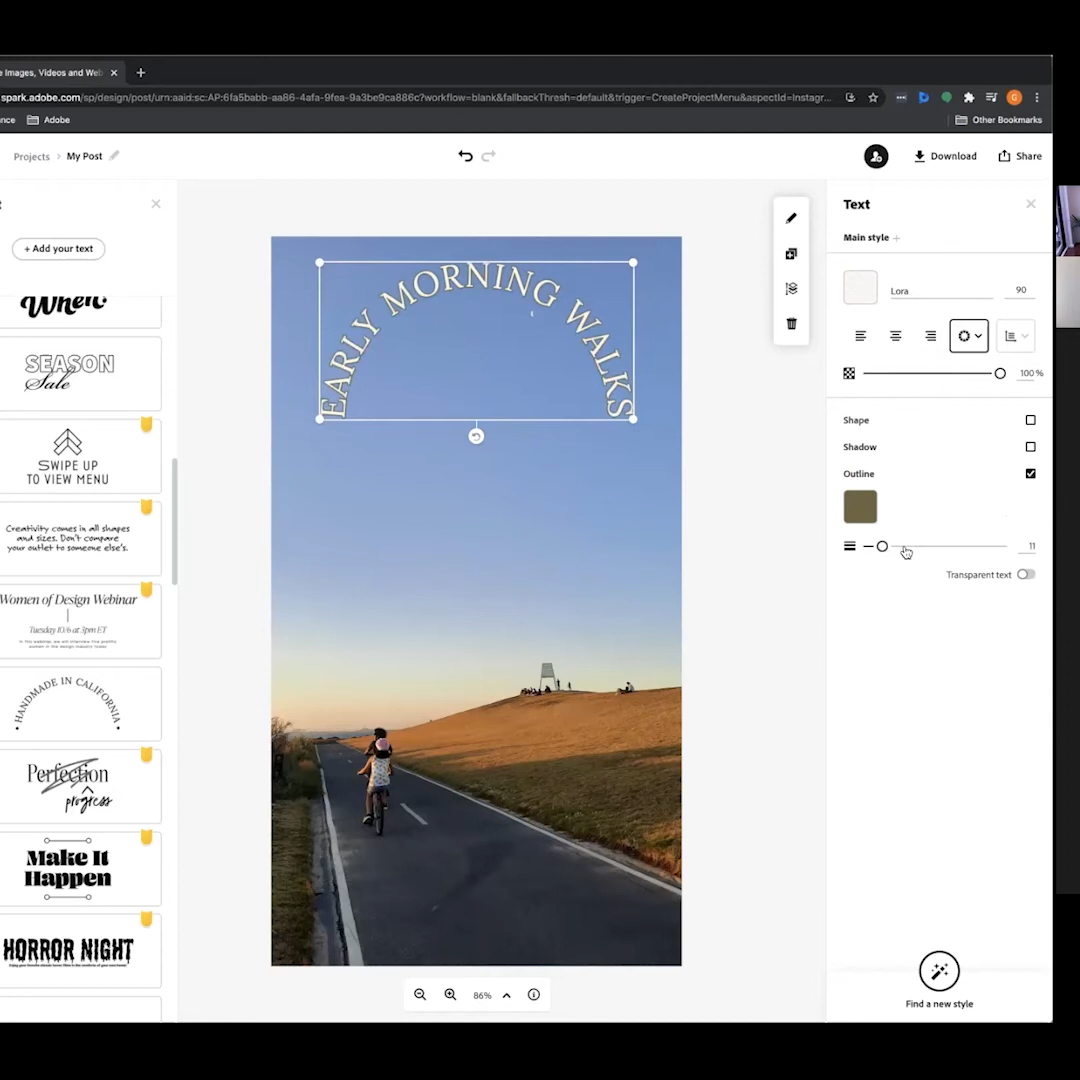 e Images, Videos and Web
spark.adobe.com/sp/design/post/urn:aaid:sc:AP:6fa5babb-aa86-4afa-9fea-9a3be9ca886c?workflow=blank&fallbackThresh=default&trigger=CreateProjectMenu&aspectId=Instagr...
nce
Adobe
Other Bookmarks
Projects > My Post
Download
Share
t
+ Add your text
When.
SEASON
Sale
SWIPE UP
TO VIEW MENU
Creativity comes in all shapes
and sizes. Don't compare
your outlet to someone else's.
Women of Design Webinar
Tuesday 10/6 at 3pm ET
HANDMADE IN CALIFORNIA
Perfection
progress
Make It
Happen
HORROR NIGHT
EARLY MORNING WALKS
86%
Text
Main style +
Lora
90
100 %
Shape
Shadow
Outline
11
Transparent text
Find a new style